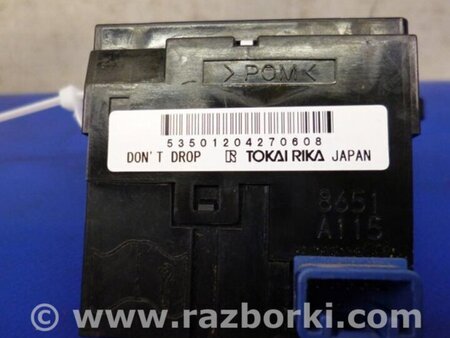 >POM<
53501204270608
DON'T DROP R TOKAI RIKA JAPAN
8651
A115
© www.razborki.com